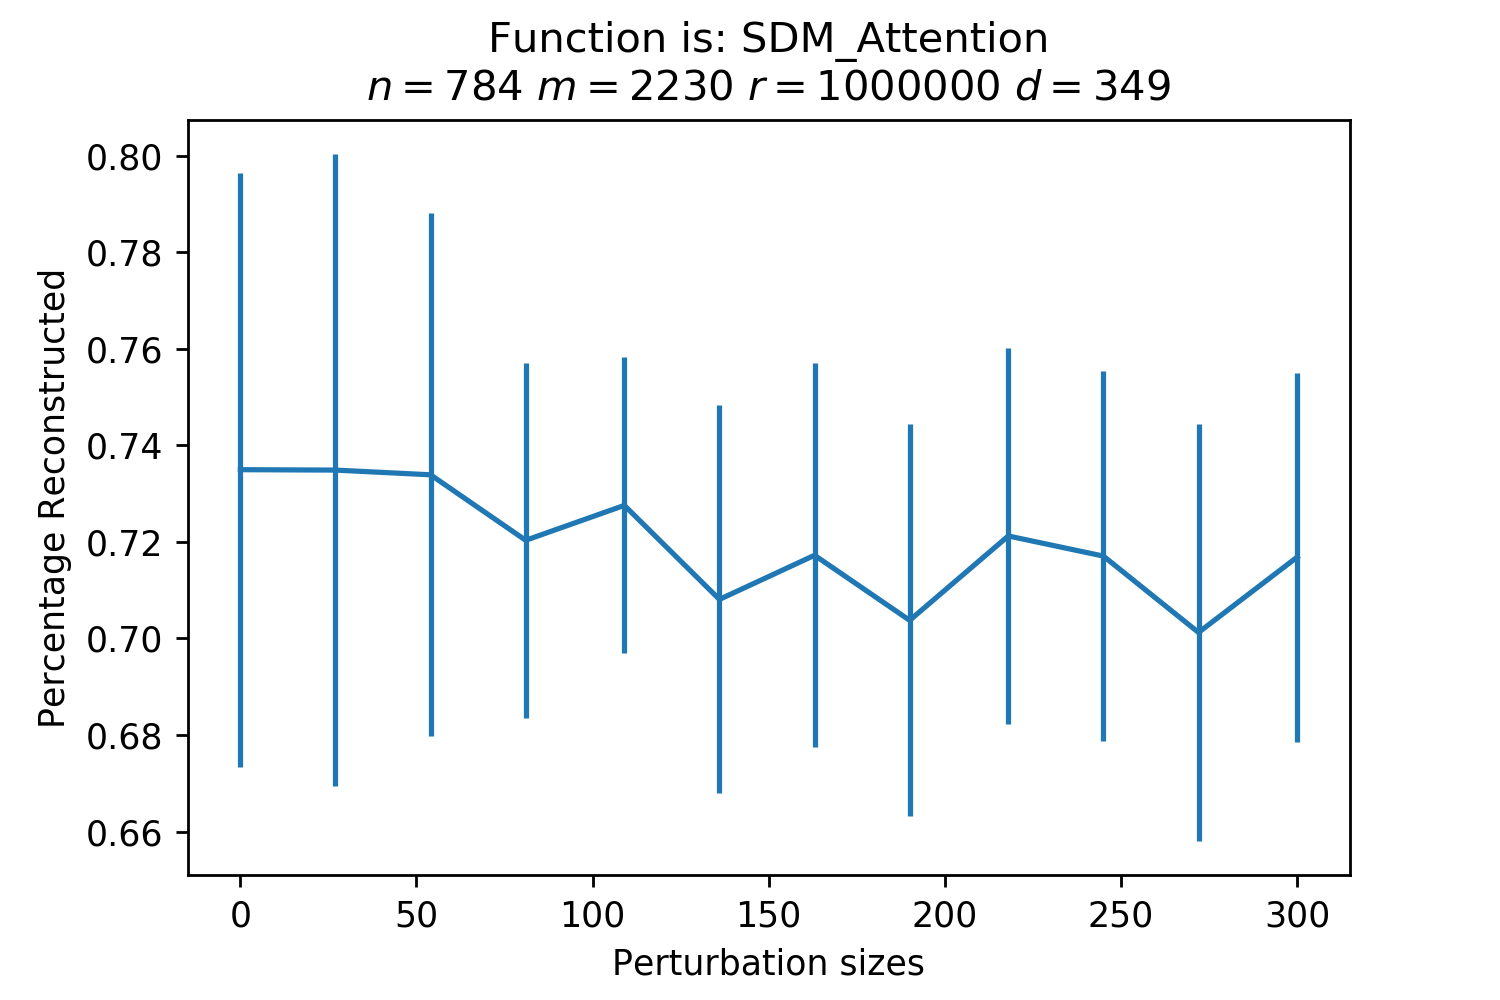 Function is: SDM_Attention
n = 784 m = 2230 r = 1000000 d = 349
0.80
0.78
0.76
0.74
0.72
0.70
0.68
0.66
Percentage Reconstructed
0 50 100 150 200 250 300
Perturbation sizes